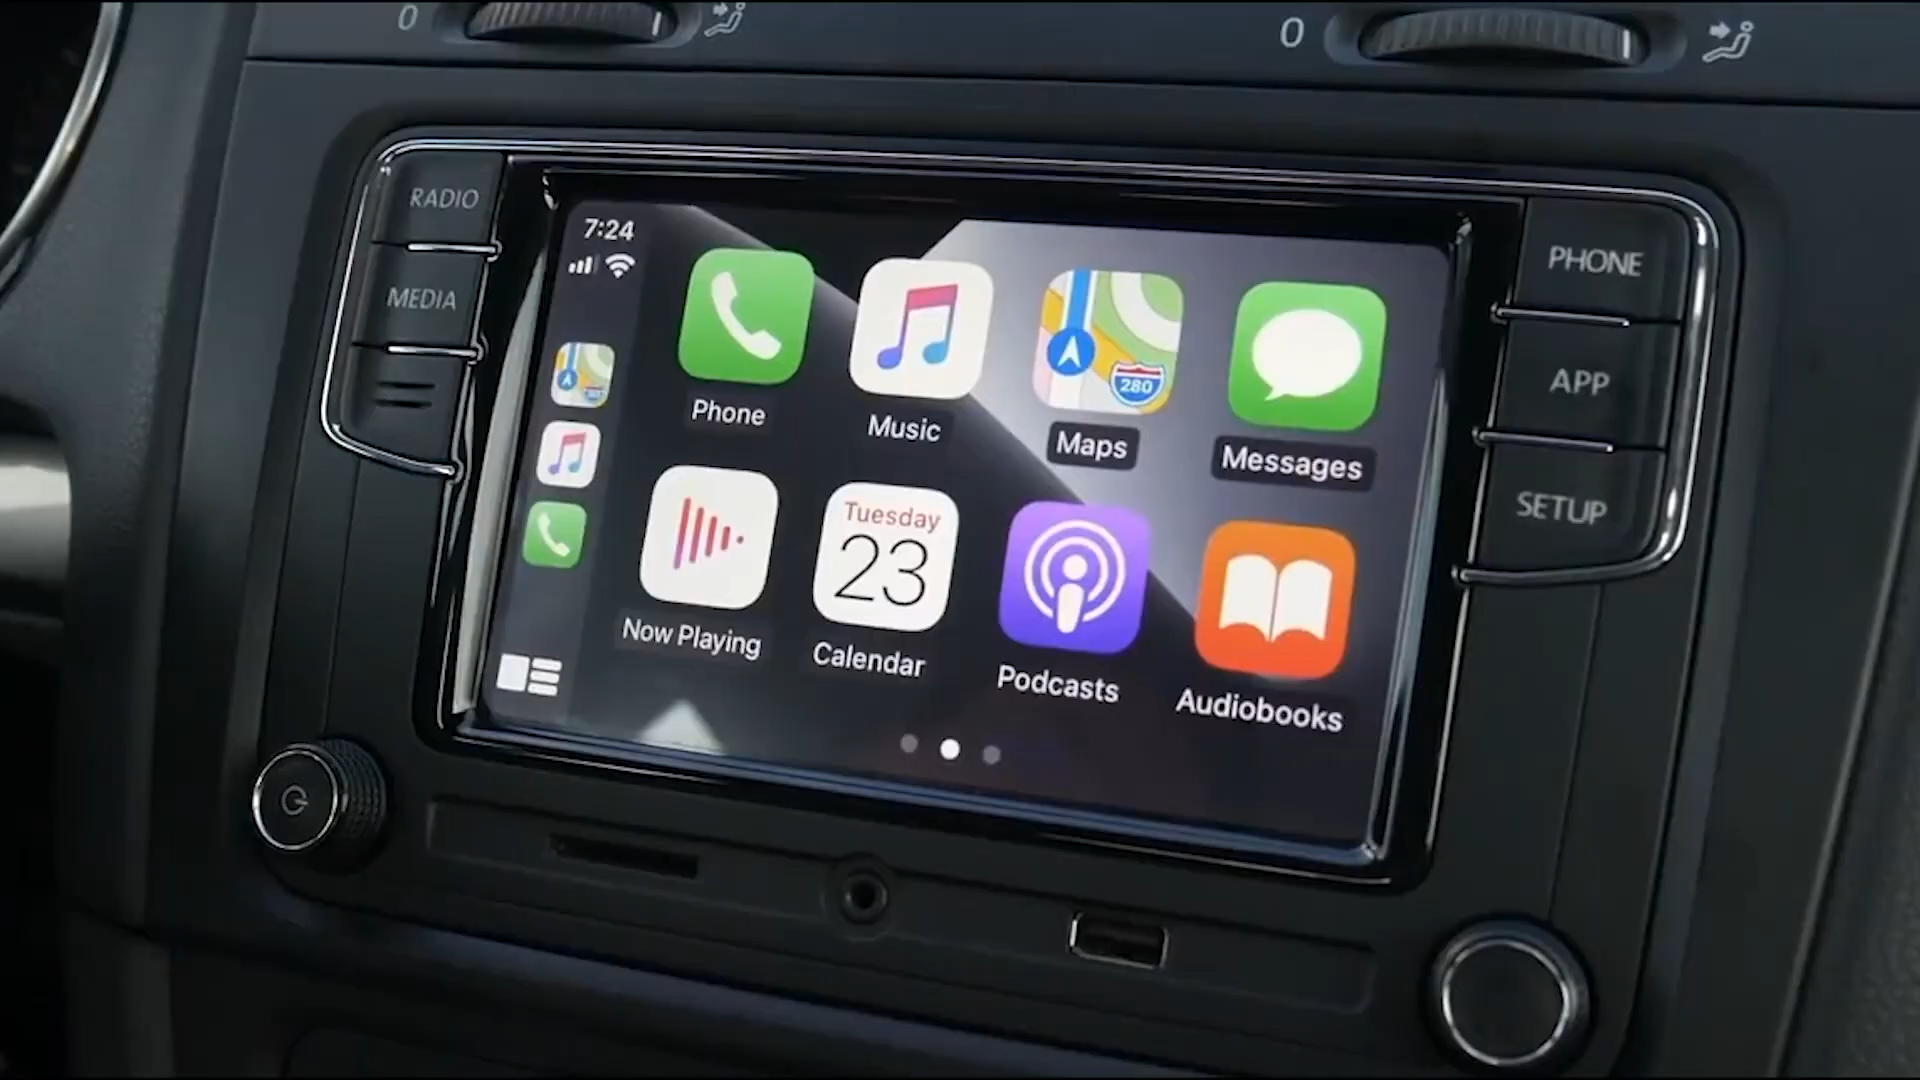 0
0
RADIO
MEDIA
PHONE
APP
SETUP
7:24
280
Phone
Music
280
Maps
Messages
Tuesday
23
Now Playing
Calendar
Podcasts
Audiobooks